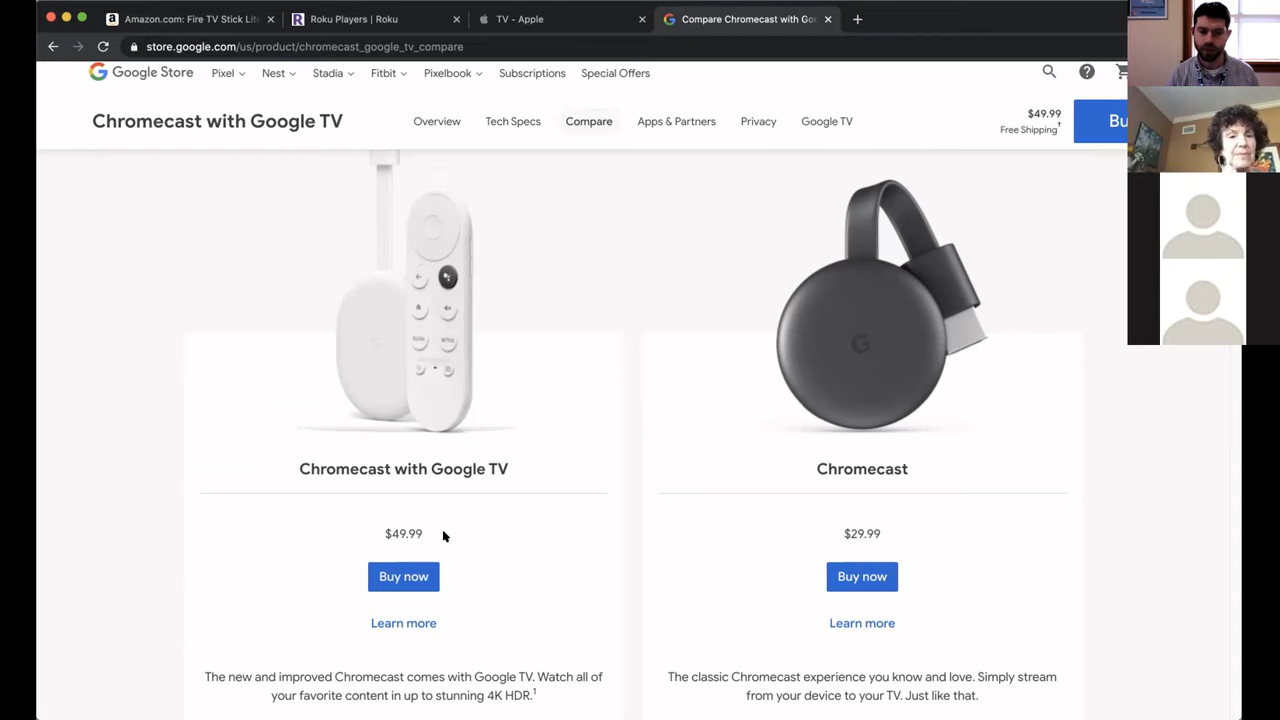 Amazon.com: Fire TV Stick Lite
Roku Players | Roku
TV - Apple
Compare Chromecast with Go
store.google.com/us/product/chromecast_google_tv_compare
Google Store Pixel Nest Stadia Fitbit Pixelbook Subscriptions Special Offers
Chromecast with Google TV Overview Tech Specs Compare Apps & Partners Privacy Google TV
$49.99
Free Shipping†
Bu
Chromecast with Google TV
$49.99
Buy now
Learn more
The new and improved Chromecast comes with Google TV. Watch all of
your favorite content in up to stunning 4K HDR.1
Chromecast
$29.99
Buy now
Learn more
The classic Chromecast experience you know and love. Simply stream
from your device to your TV. Just like that.